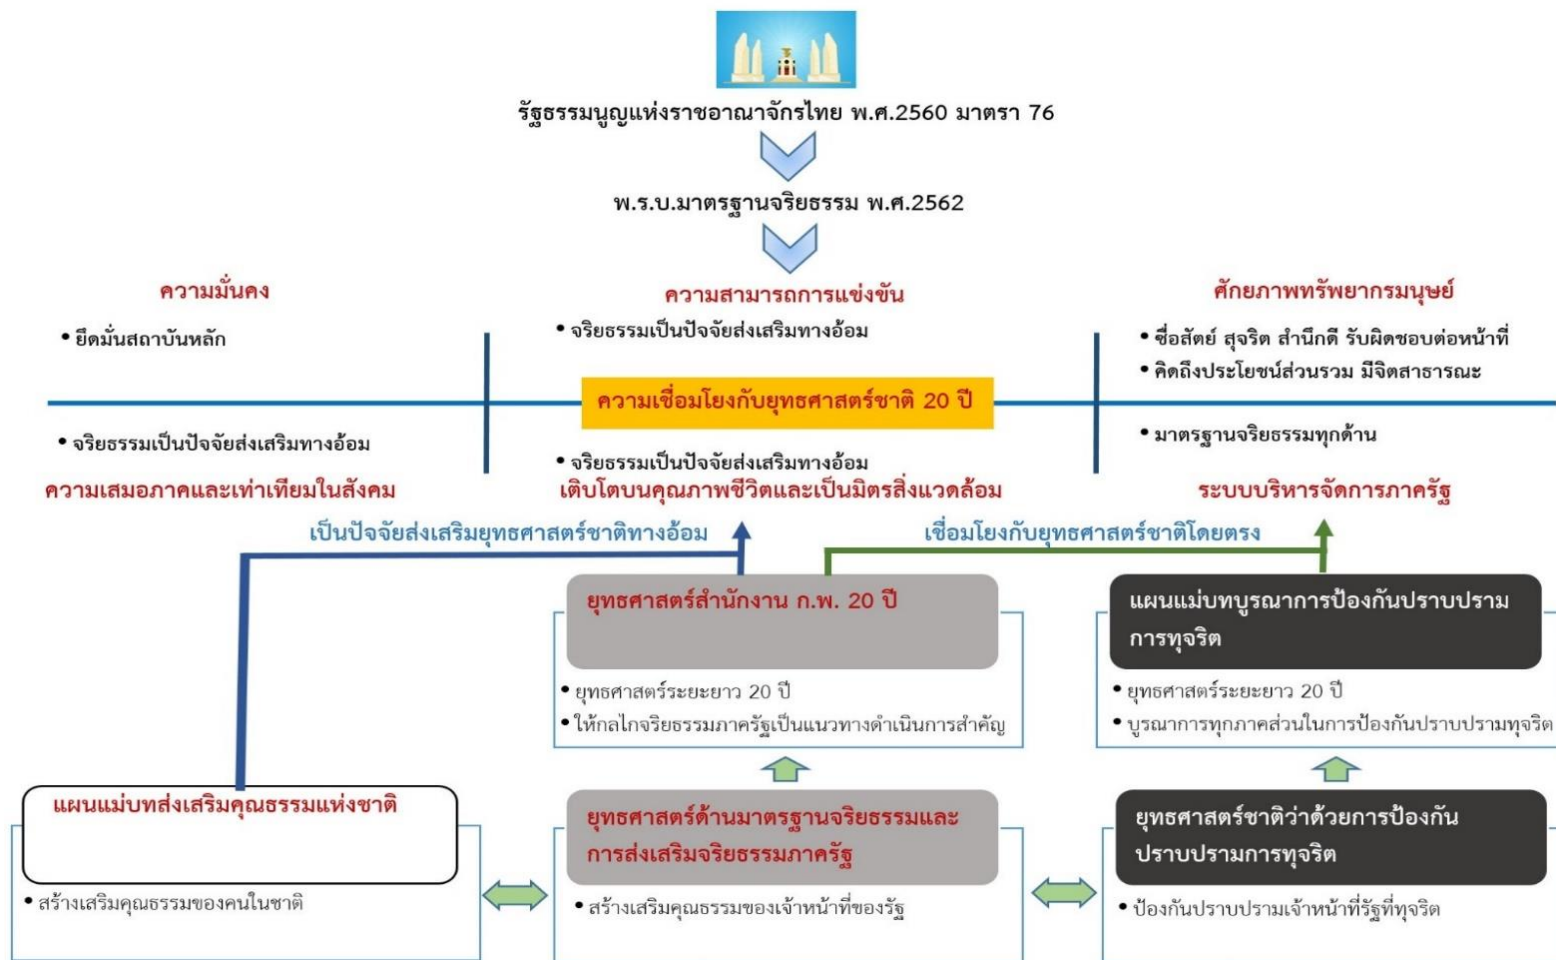 รัฐธรรมนูญแห่งราชอาณาจักรไทย พ.ศ.2560 มาตรา 76
พ.ร.บ.มาตรฐานจริยธรรม พ.ศ.2562
ความมั่นคง
• ยึดมั่นสถาบันหลัก
ความสามารถการแข่งขัน
• จริยธรรมเป็นปัจจัยส่งเสริมทางอ้อม
ศักยภาพทรัพยากรมนุษย์
• ซื่อสัตย์ สุจริต สำนึกดี รับผิดชอบต่อหน้าที่
• คิดถึงประโยชน์ส่วนรวม มีจิตสาธารณะ
ความเชื่อมโยงกับยุทธศาสตร์ชาติ 20 ปี
• จริยธรรมเป็นปัจจัยส่งเสริมทางอ้อม
ความเสมอภาคและเท่าเทียมในสังคม
• จริยธรรมเป็นปัจจัยส่งเสริมทางอ้อม
เติบโตบนคุณภาพชีวิตและเป็นมิตรสิ่งแวดล้อม
• มาตรฐานจริยธรรมทุกด้าน
ระบบบริหารจัดการภาครัฐ
เป็นปัจจัยส่งเสริมยุทธศาสตร์ชาติทางอ้อม
เชื่อมโยงกับยุทธศาสตร์ชาติโดยตรง
ยุทธศาสตร์สำนักงาน ก.พ. 20 ปี
• ยุทธศาสตร์ระยะยาว 20 ปี
• ให้กลไกจริยธรรมภาครัฐเป็นแนวทางดำเนินการสำคัญ
แผนแม่บทบูรณาการป้องกันปราบปราม
การทุจริต
• ยุทธศาสตร์ระยะยาว 20 ปี
• บูรณาการทุกภาคส่วนในการป้องกันปราบปรามทุจริต
แผนแม่บทส่งเสริมคุณธรรมแห่งชาติ
• สร้างเสริมคุณธรรมของคนในชาติ
ยุทธศาสตร์ด้านมาตรฐานจริยธรรมและ
การส่งเสริมจริยธรรมภาครัฐ
• สร้างเสริมคุณธรรมของเจ้าหน้าที่ของรัฐ
ยุทธศาสตร์ชาติว่าด้วยการป้องกัน
ปราบปรามการทุจริต
• ป้องกันปราบปรามเจ้าหน้าที่รัฐที่ทุจริต